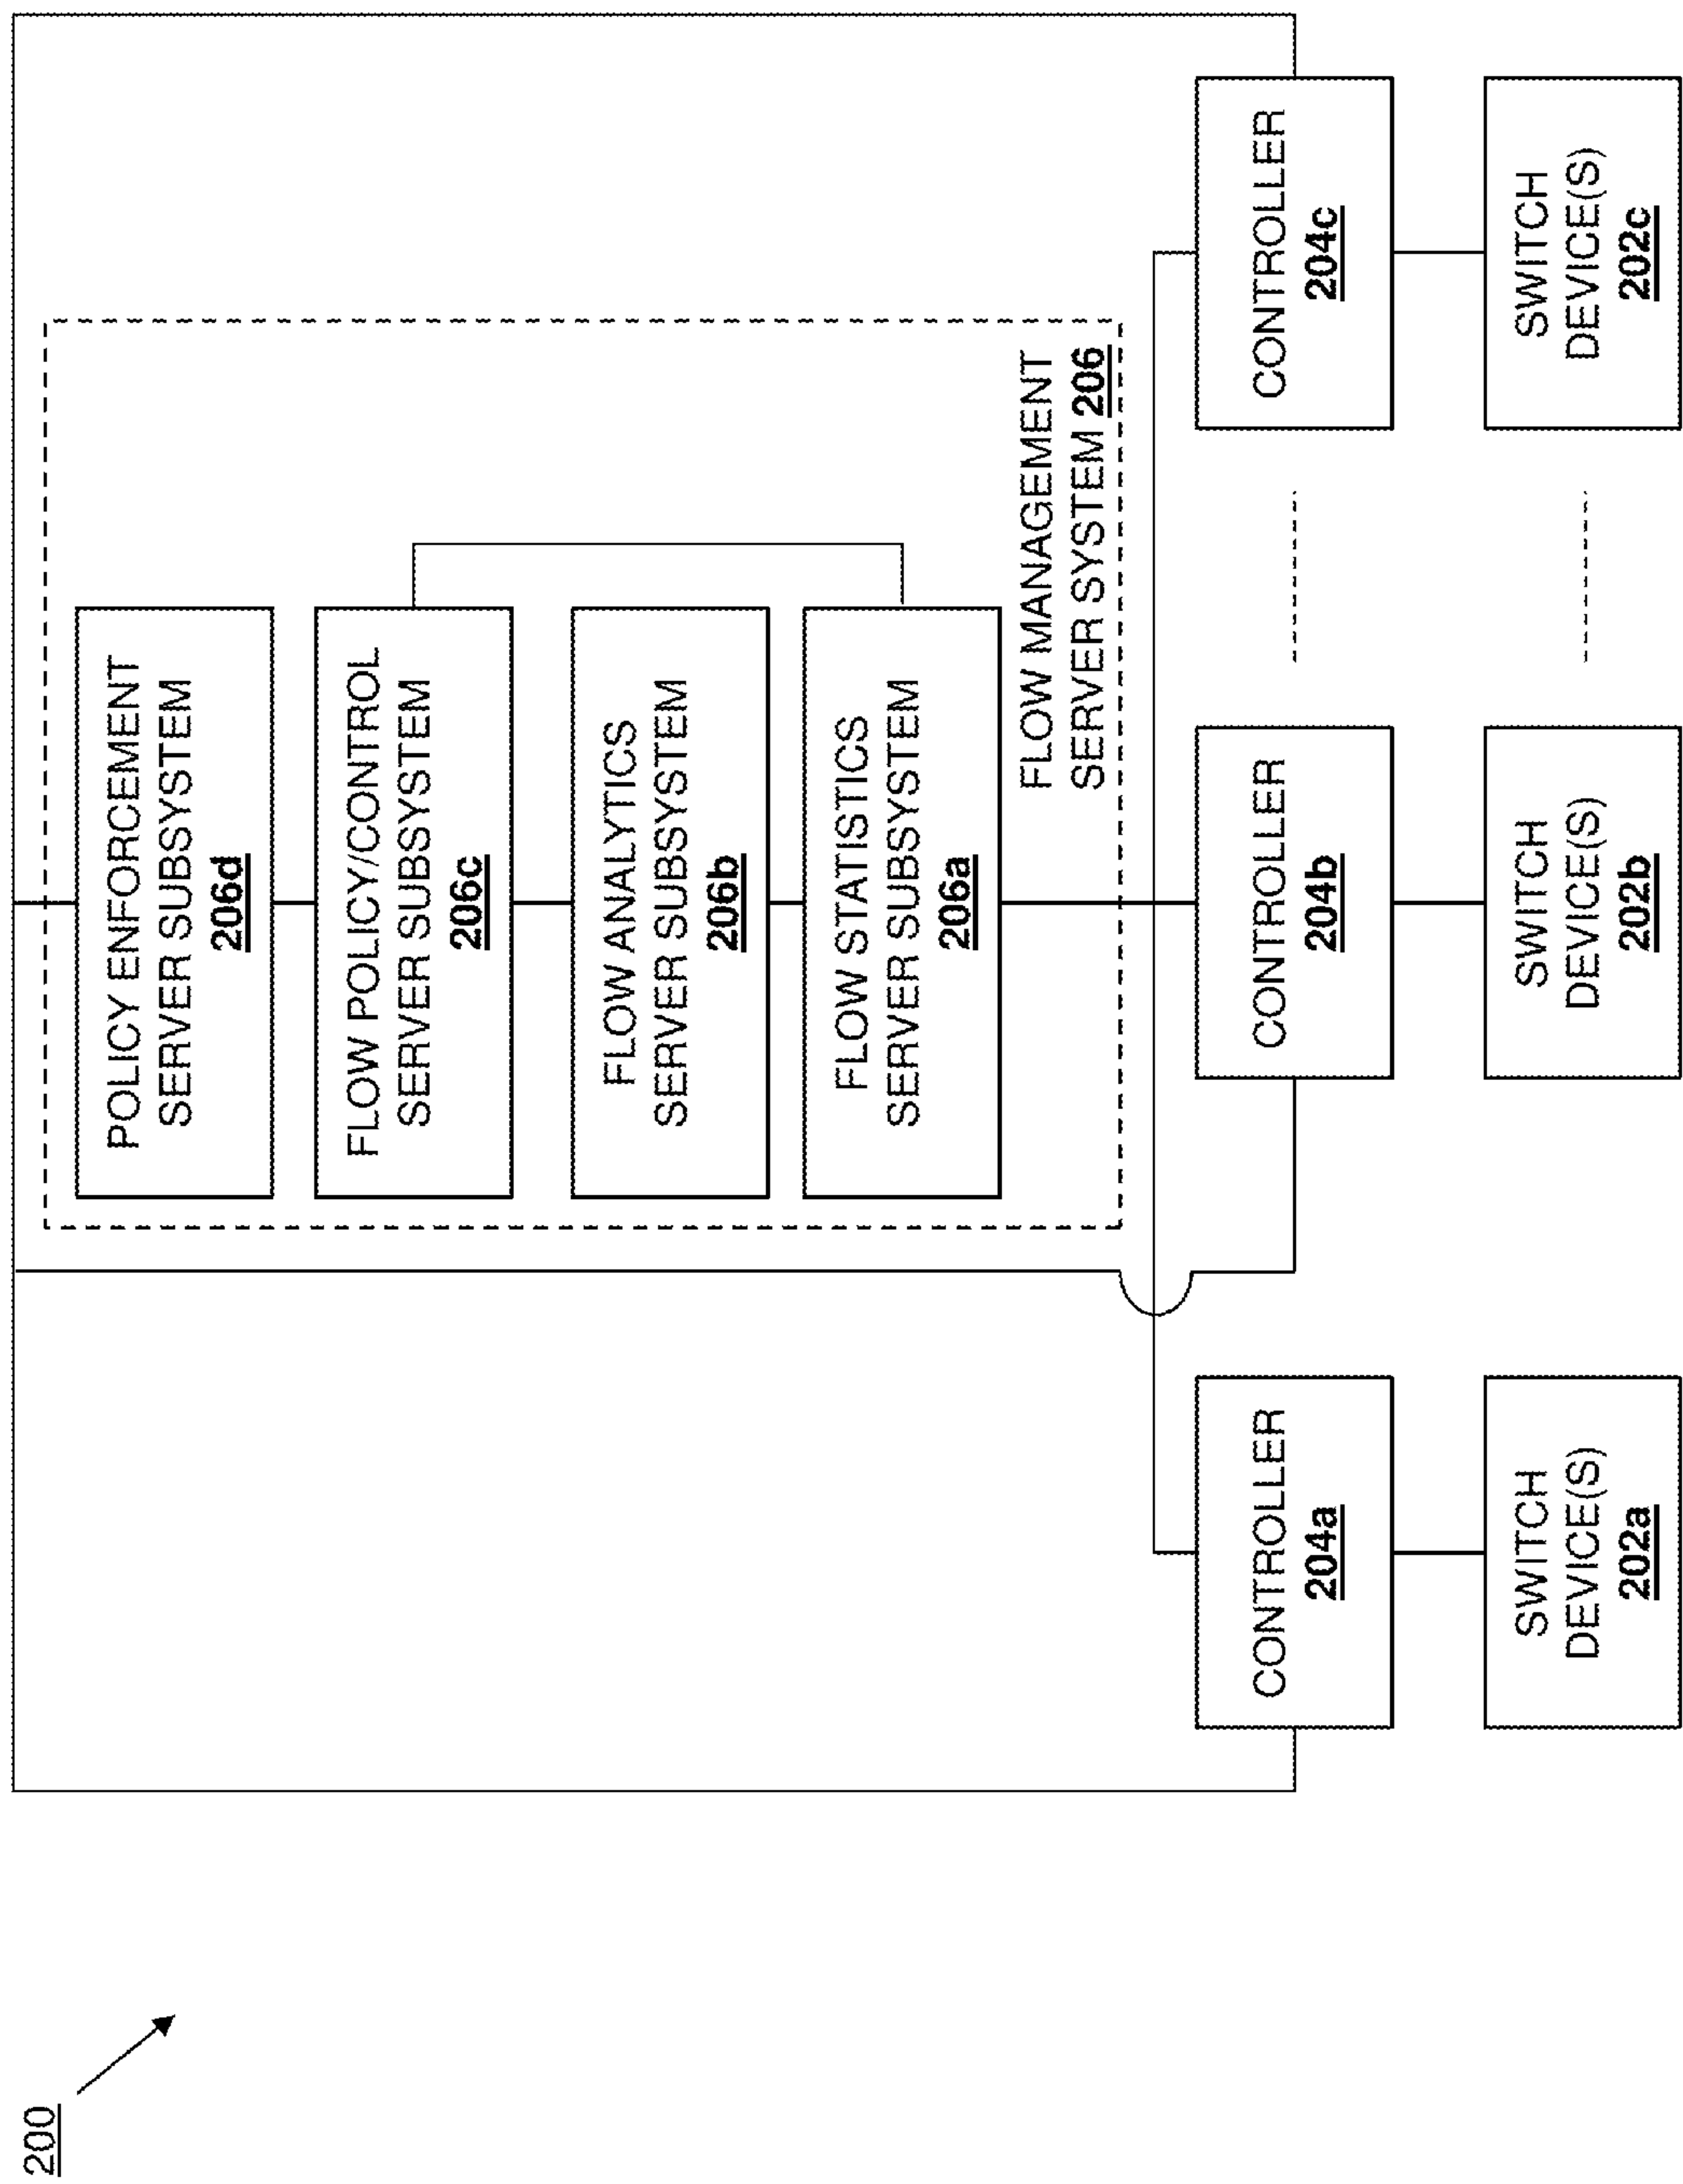 200
POLICY ENFORCEMENT
SERVER SUBSYSTEM
206d
FLOW POLICY/CONTROL
SERVER SUBSYSTEM
206c
FLOW ANALYTICS
SERVER SUBSYSTEM
206b
FLOW STATISTICS
SERVER SUBSYSTEM
206a
FLOW MANAGEMENT
SERVER SYSTEM 206
CONTROLLER
204a
CONTROLLER
204b
CONTROLLER
204c
SWITCH
DEVICE(S)
202a
SWITCH
DEVICE(S)
202b
SWITCH
DEVICE(S)
202c